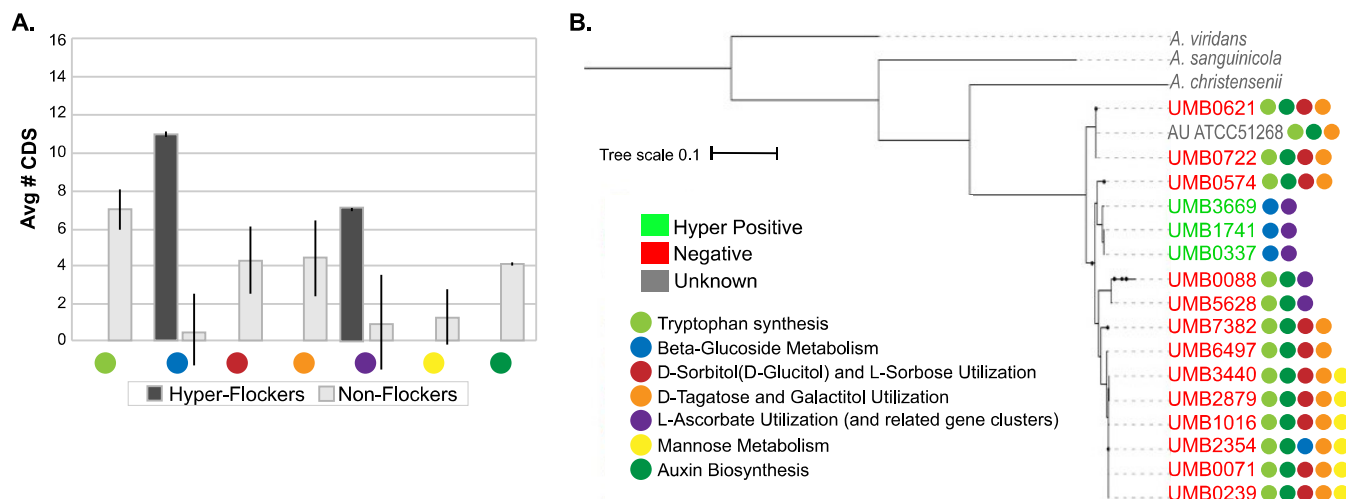 A.
Avg # CDS
16
14
12
10
8
6
4
2
0
Hyper-Flockers
Non-Flockers
B.
Tree scale 0.1
Hyper Positive
Negative
Unknown
Tryptophan synthesis
Beta-Glucoside Metabolism
D-Sorbitol(D-Glucitol) and L-Sorbose Utilization
D-Tagatose and Galactitol Utilization
L-Ascorbate Utilization (and related gene clusters)
Mannose Metabolism
Auxin Biosynthesis
A. viridans
A. sanguinicola
A. christensenii
UMB0621
AU ATCC51268
UMB0722
UMB0574
UMB3669
UMB1741
UMB0337
UMB0088
UMB5628
UMB7382
UMB6497
UMB3440
UMB2879
UMB1016
UMB2354
UMB0071
UMB0239